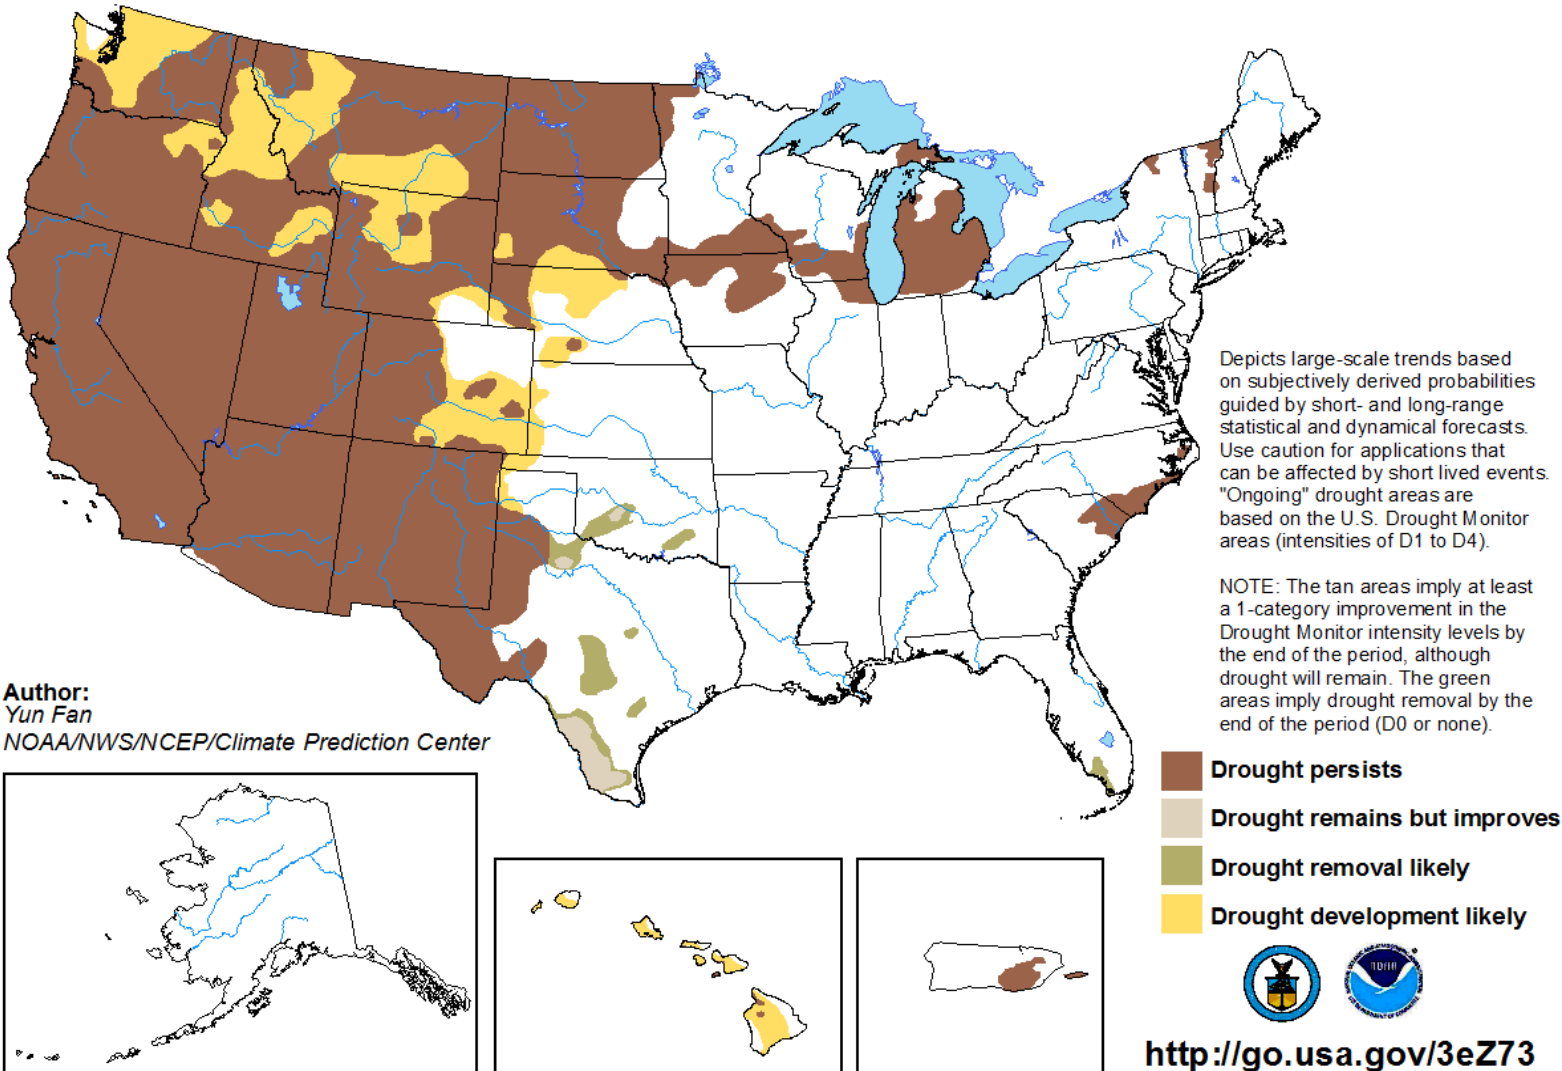 Depicts large-scale trends based
on subjectively derived probabilities
guided by short- and long-range
statistical and dynamical forecasts.
Use caution for applications that
can be affected by short lived events.
"Ongoing" drought areas are
based on the U.S. Drought Monitor
areas (intensities of D1 to D4).
NOTE: The tan areas imply at least
a 1-category improvement in the
Drought Monitor intensity levels by
the end of the period, although
drought will remain. The green
areas imply drought removal by the
end of the period (D0 or none).
Author:
Yun Fan
NOAA/NWS/NCEP/Climate Prediction Center
Drought persists
Drought remains but improves
Drought removal likely
Drought development likely
http://go.usa.gov/3eZ73